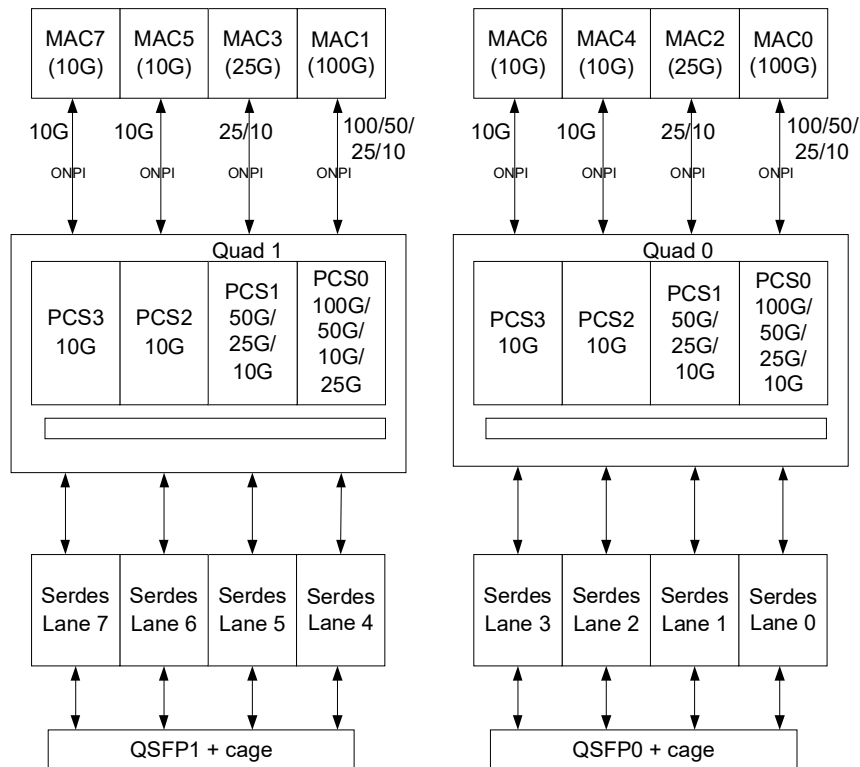 MAC7
(10G)
MAC5
(10G)
MAC3
(25G)
MAC1
(100G)
10G
10G
25/10
100/50/
25/10
ONPI
ONPI
ONPI
ONPI
Quad 1
PCS3
10G
PCS2
10G
PCS1
50G/
25G/
10G
PCS0
100G/
50G/
10G/
25G
Serdes
Lane 7
Serdes
Lane 6
Serdes
Lane 5
Serdes
Lane 4
QSFP1 + cage
MAC6
(10G)
MAC4
(10G)
MAC2
(25G)
MAC0
(100G)
10G
10G
25/10
100/50/
25/10
ONPI
ONPI
ONPI
ONPI
Quad 0
PCS3
10G
PCS2
10G
PCS1
50G/
25G/
10G
PCS0
100G/
50G/
25G/
10G
Serdes
Lane 3
Serdes
Lane 2
Serdes
Lane 1
Serdes
Lane 0
QSFP0 + cage